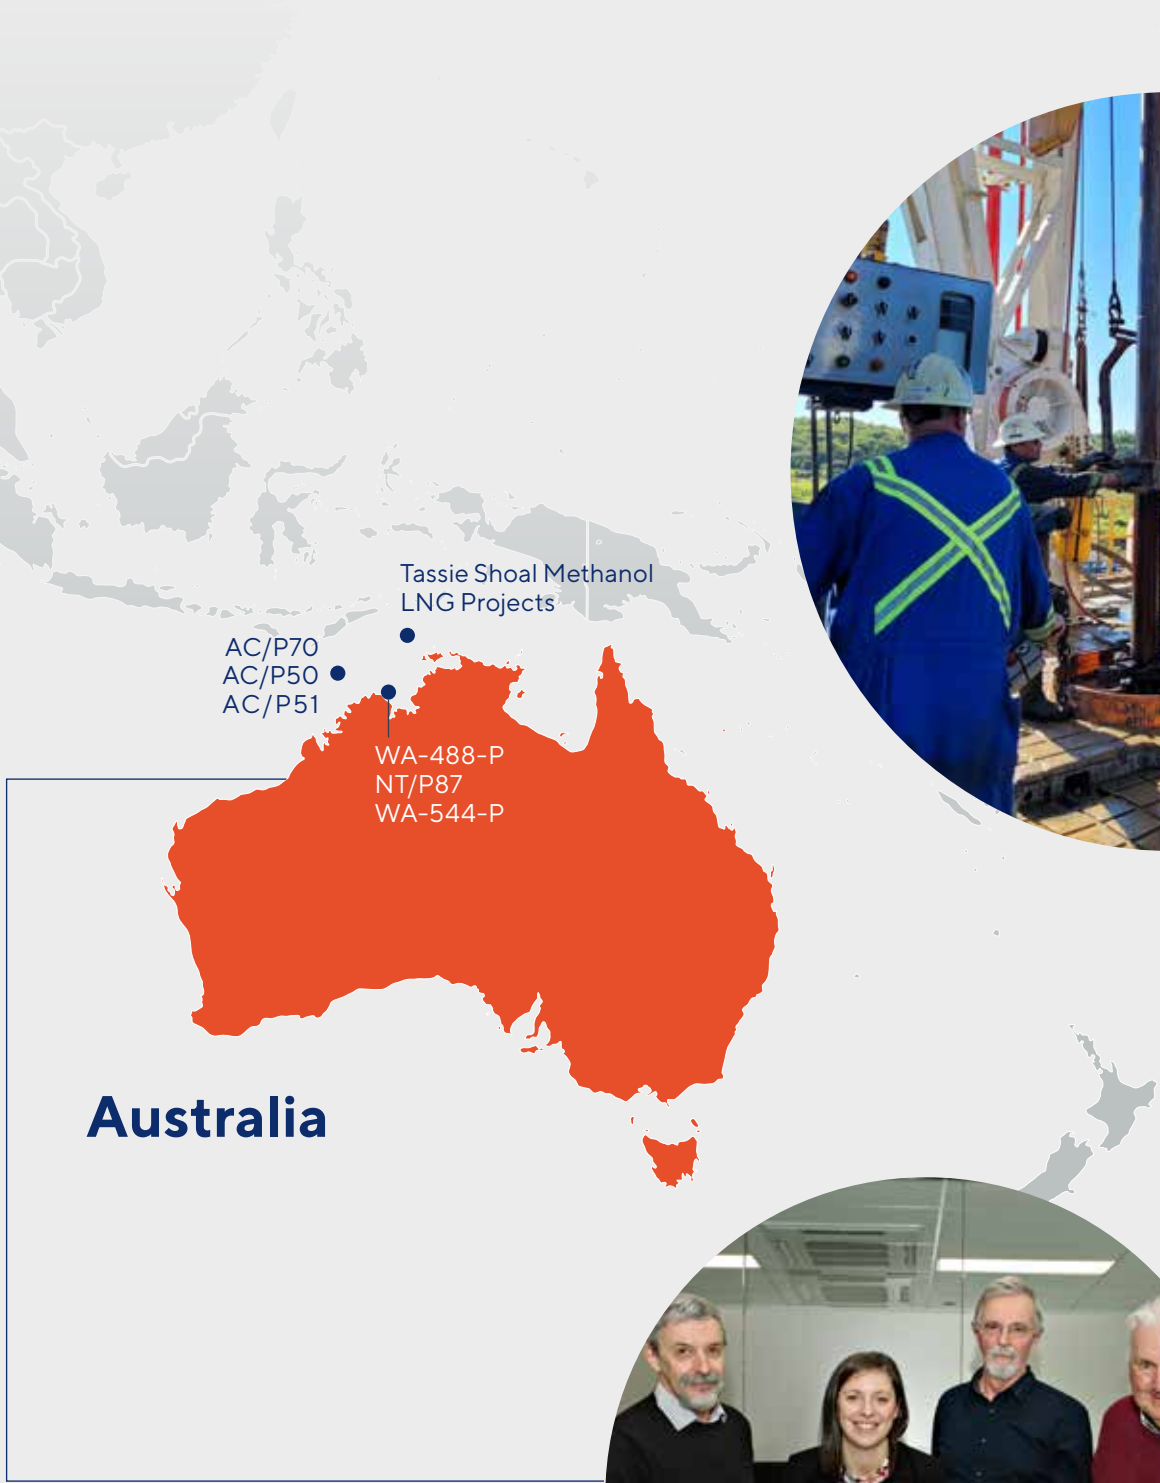 Tassie Shoal Methanol
LNG Projects
AC/P70
AC/P50
AC/P51
WA-488-P
NT/P87
WA-544-P
Australia